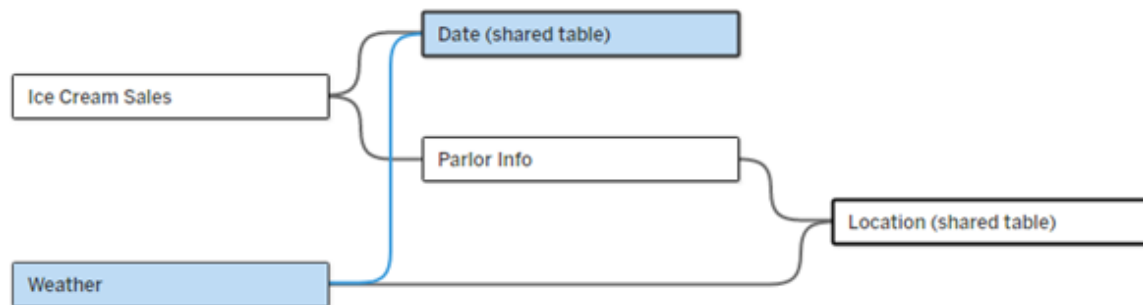 Date (shared table)
Ice Cream Sales
Parlor Info
Location (shared table)
Weather